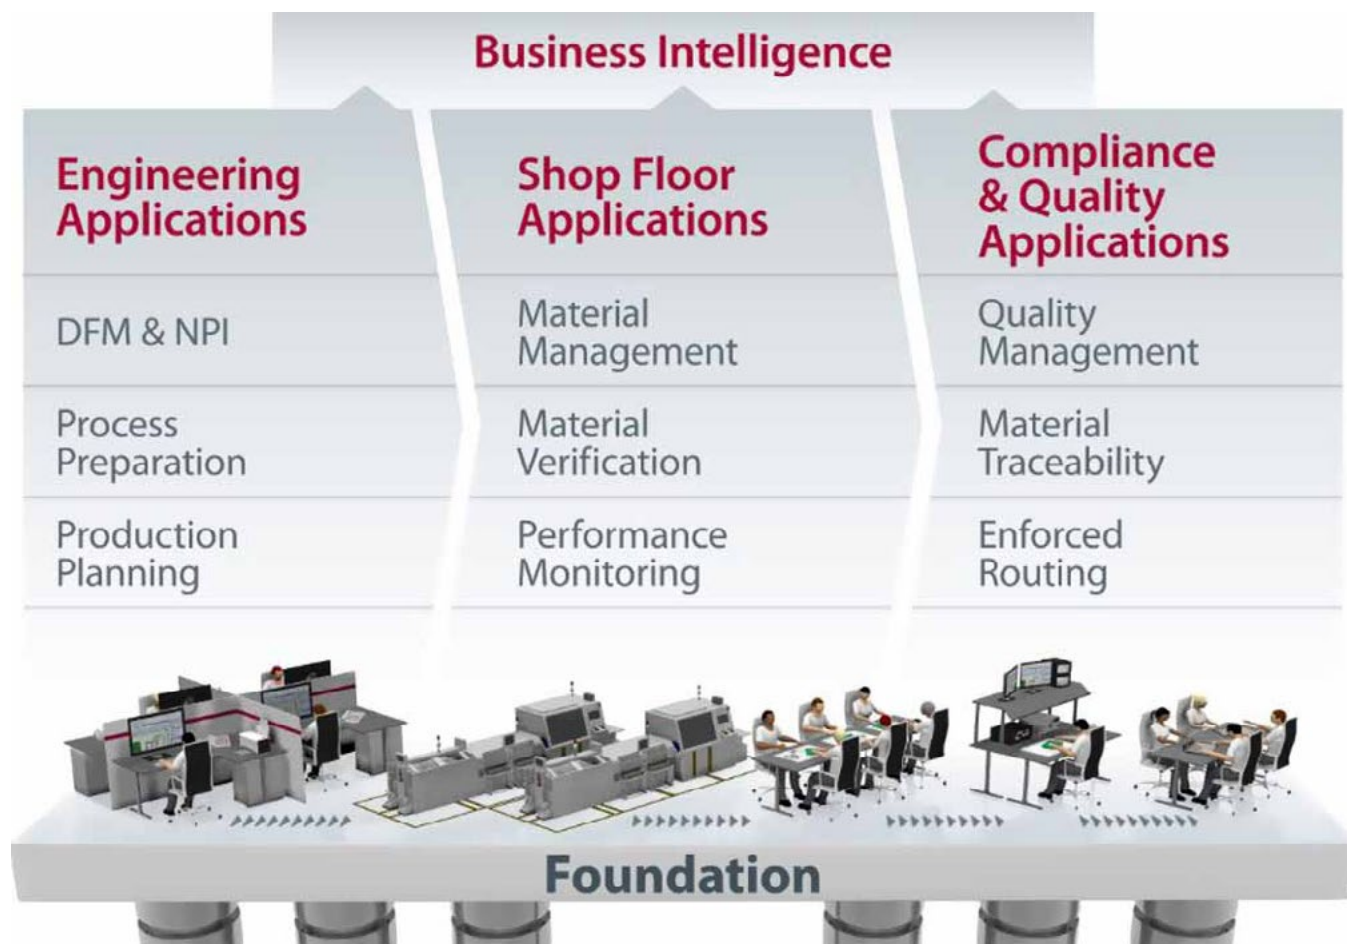 Business Intelligence
Engineering
Applications
DFM & NPI
Process
Preparation
Production
Planning
Shop Floor
Applications
Material
Management
Material
Verification
Performance
Monitoring
Compliance
& Quality
Applications
Quality
Management
Material
Traceability
Enforced
Routing
Foundation